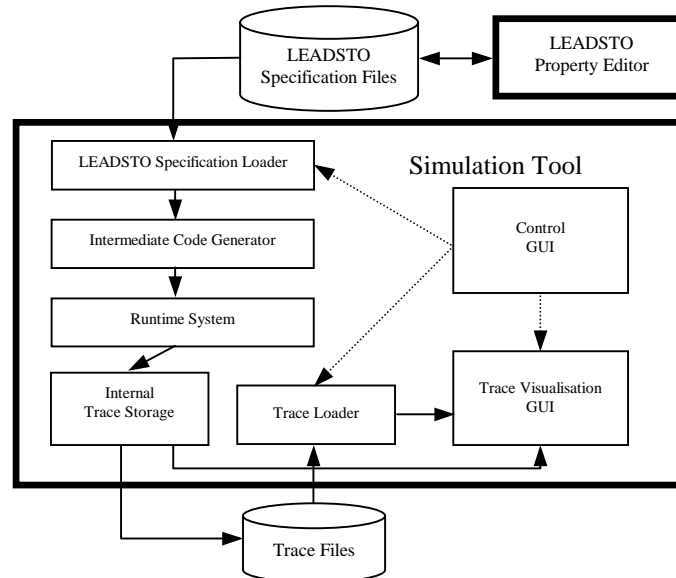 LEADSTO
Specification Files
LEADSTO
Property Editor
LEADSTO Specification Loader
Simulation Tool
Intermediate Code Generator
Control
GUI
Runtime System
Internal
Trace Storage
Trace Loader
Trace Visualisation
GUI
Trace Files